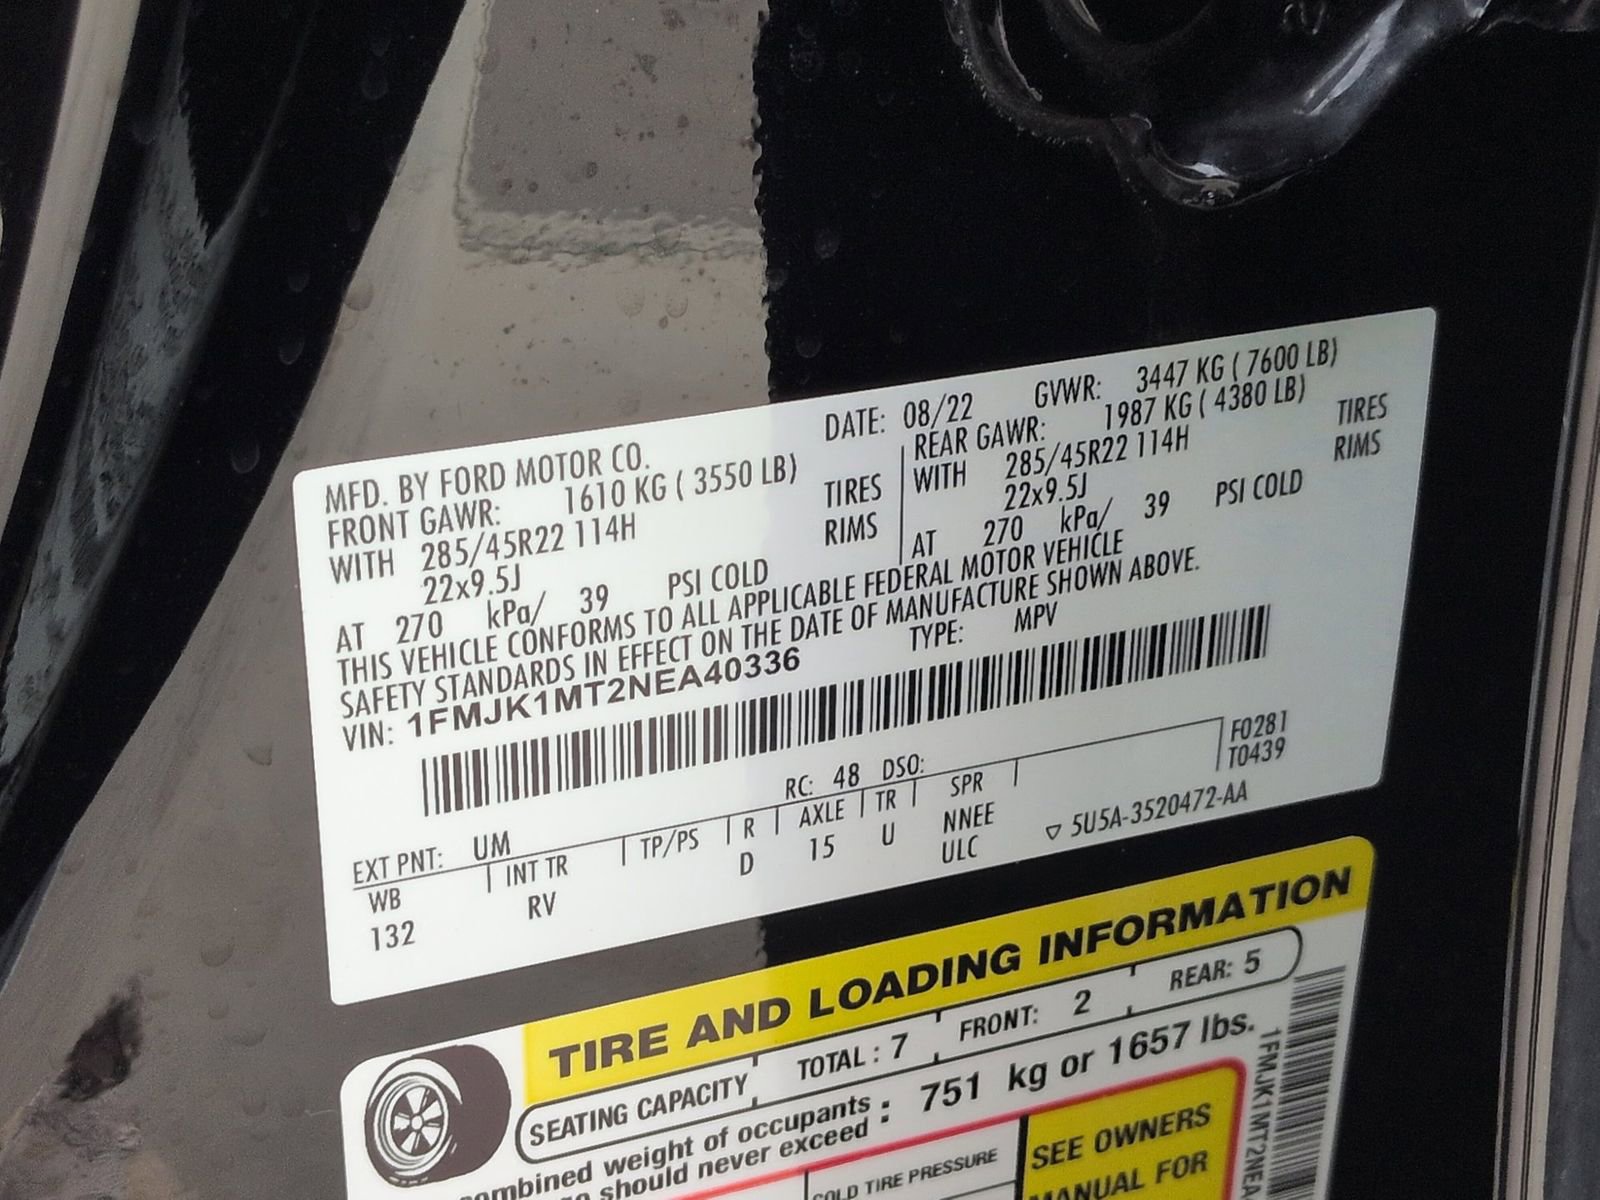 MFD. BY FORD MOTOR CO. DATE: 08/22 GVWR: 3447 KG ( 7600 LB)
FRONT GAWR: 1610 KG ( 3550 LB) REAR GAWR: 1987 KG ( 4380 LB)
WITH 285/45R22 114H TIRES WITH 285/45R22 114H TIRES
22x9.5J RIMS 22x9.5J RIMS
AT 270 kPa/ 39 PSI COLD AT 270 kPa/ 39 PSI COLD
THIS VEHICLE CONFORMS TO ALL APPLICABLE FEDERAL MOTOR VEHICLE
SAFETY STANDARDS IN EFFECT ON THE DATE OF MANUFACTURE SHOWN ABOVE.
VIN: 1FMJK1MT2NEA40336 TYPE: MPV
F0281
EXT PNT: UM RC: 48 DSO: T0439
WB INT TR TP/PS R AXLE TR SPR
132 RV D 15 U NNEE
ULC ▽ 5U5A-3520472-AA
TIRE AND LOADING INFORMATION
SEATING CAPACITY TOTAL : 7 FRONT: 2 REAR: 5
combined weight of occupants
should never exceed : 751 kg or 1657 lbs.
COLD TIRE PRESSURE
SEE OWNERS
MANUAL FOR
1FMJK1MT2NEA